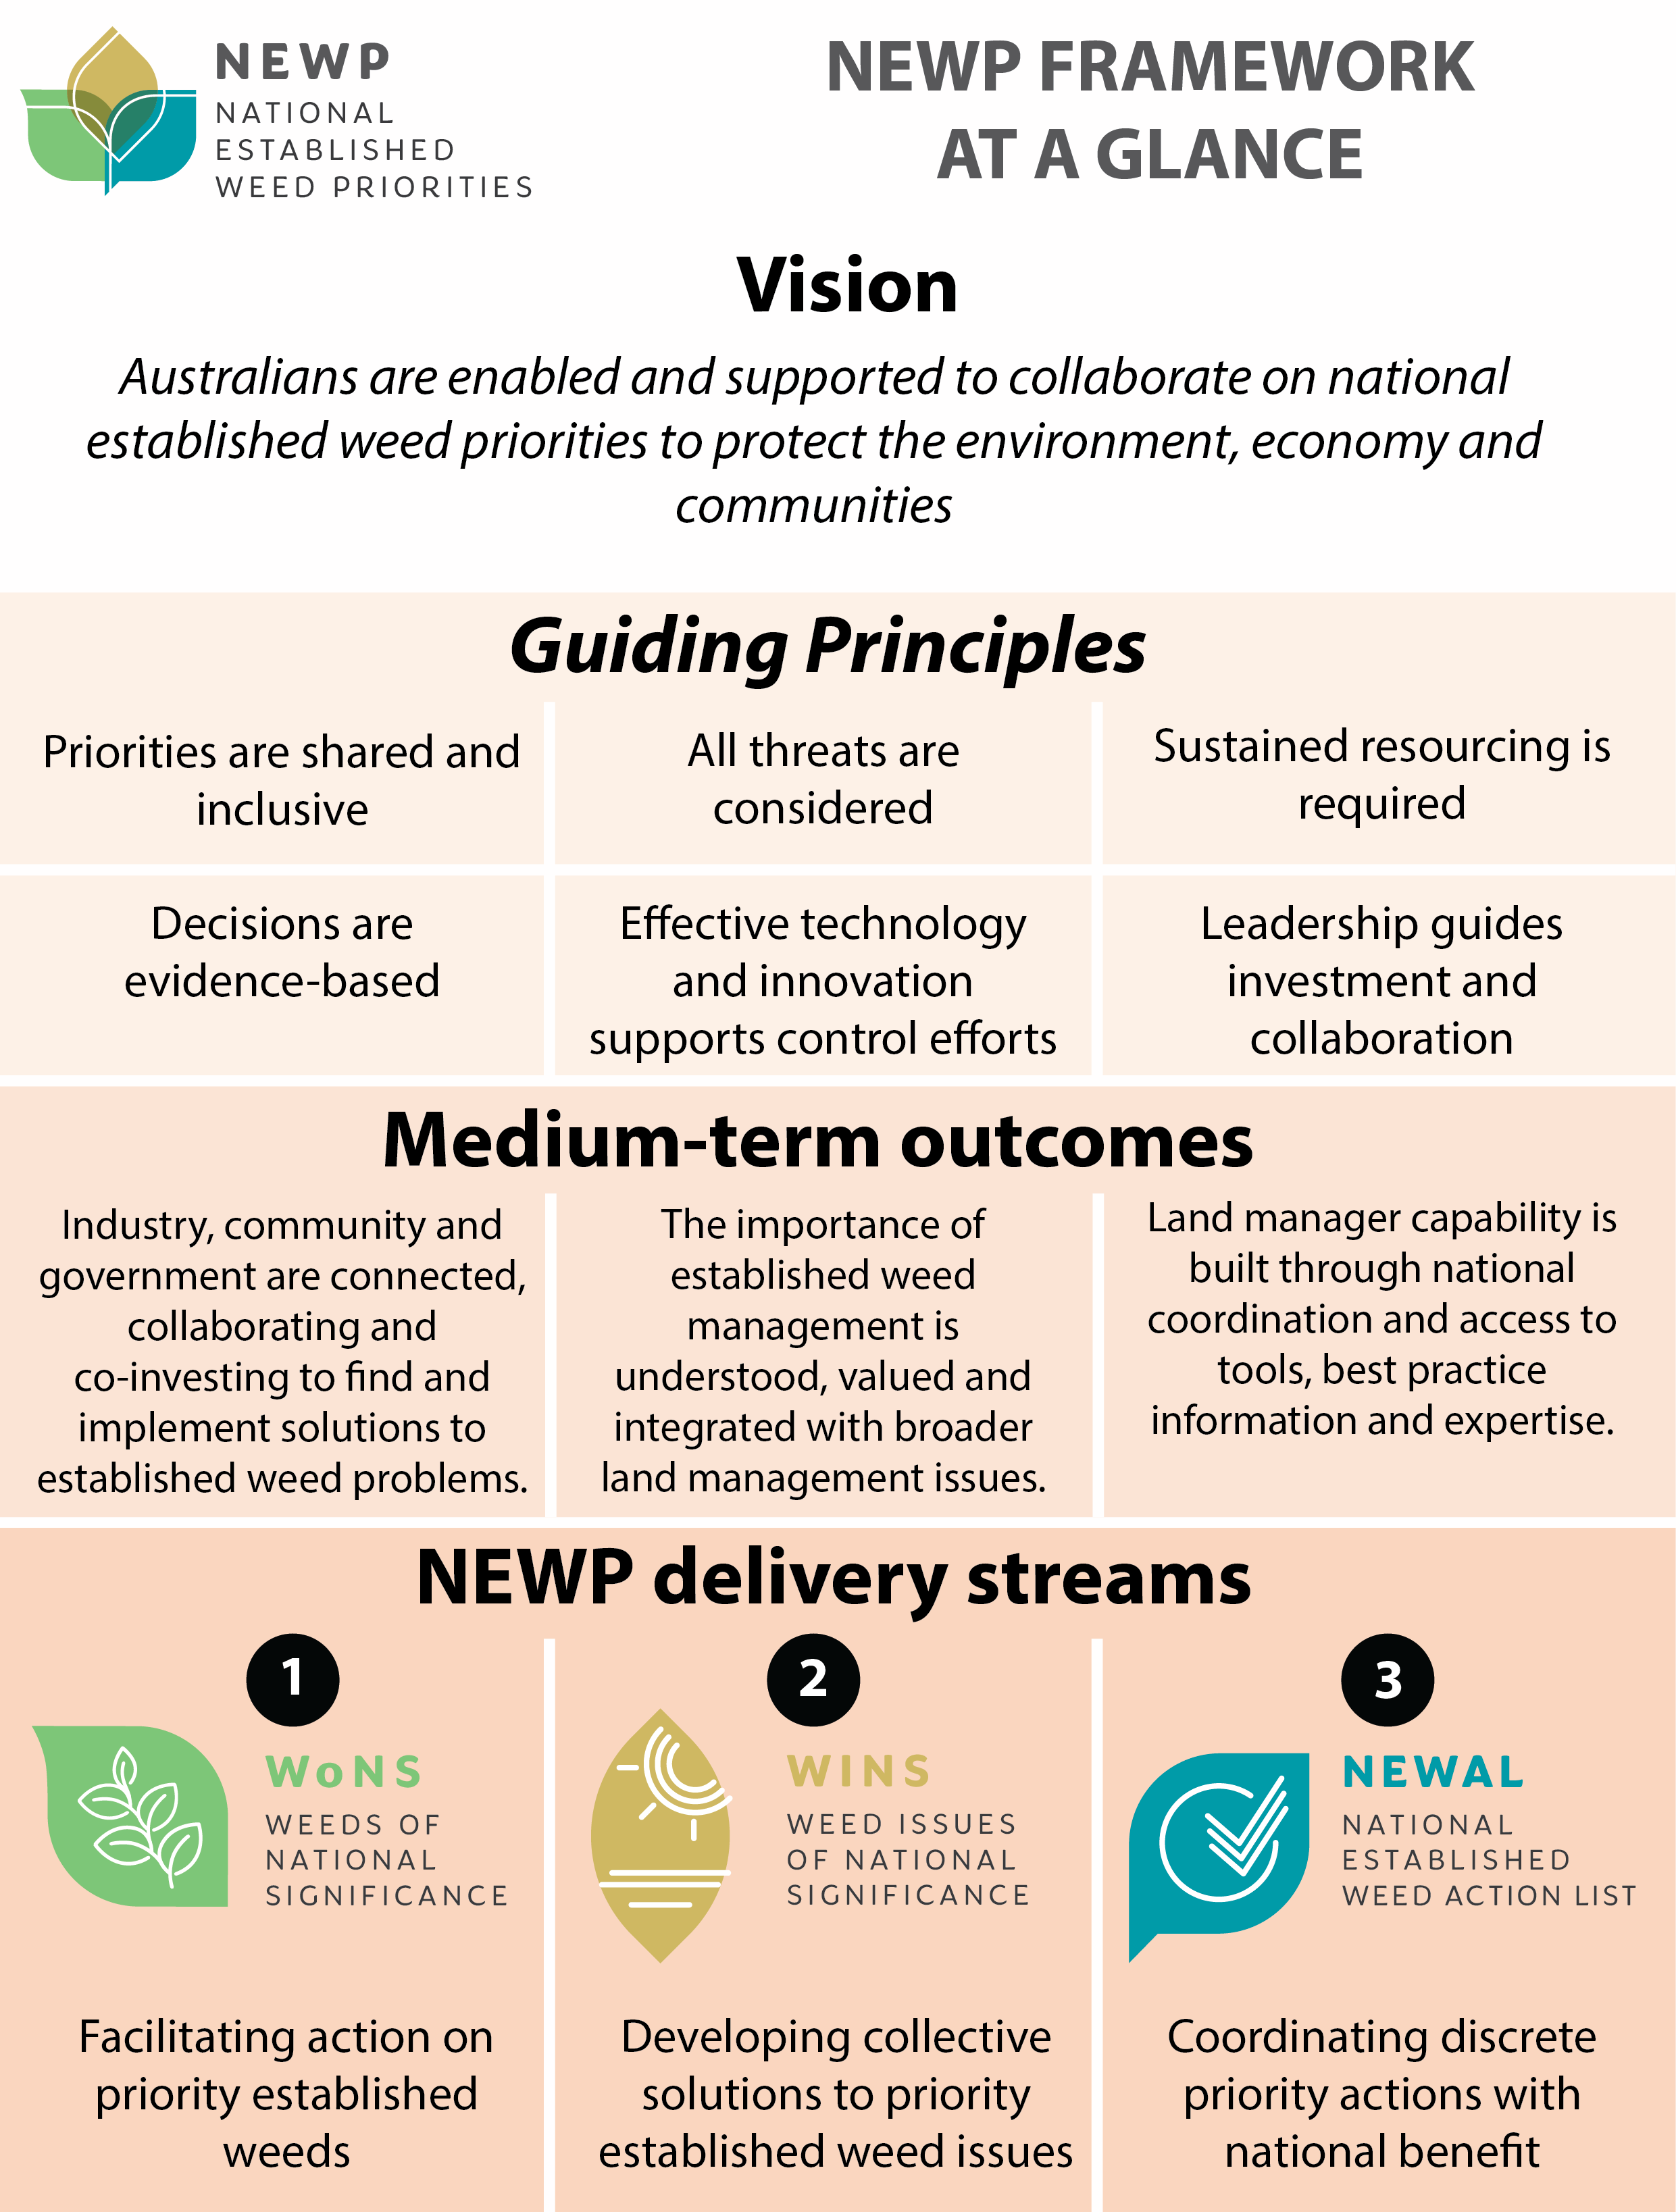 NEWP
NATIONAL
ESTABLISHED
WEED PRIORITIES
NEWP FRAMEWORK
AT A GLANCE
Vision
Australians are enabled and supported to collaborate on national
established weed priorities to protect the environment, economy and
communities
Guiding Principles
Priorities are shared and
inclusive
All threats are
considered
Sustained resourcing is
required
Decisions are
evidence-based
Effective technology
and innovation
supports control efforts
Leadership guides
investment and
collaboration
Medium-term outcomes
Industry, community and
government are connected,
collaborating and
co-investing to find and
implement solutions to
established weed problems.
The importance of
established weed
management is
understood, valued and
integrated with broader
land management issues.
Land manager capability is
built through national
coordination and access to
tools, best practice
information and expertise.
NEWP delivery streams
1
WoNS
WEEDS OF
NATIONAL
SIGNIFICANCE
Facilitating action on
priority established
weeds
2
WINS
WEED ISSUES
OF NATIONAL
SIGNIFICANCE
Developing collective
solutions to priority
established weed issues
3
NEWAL
NATIONAL
ESTABLISHED
WEED ACTION LIST
Coordinating discrete
priority actions with
national benefit